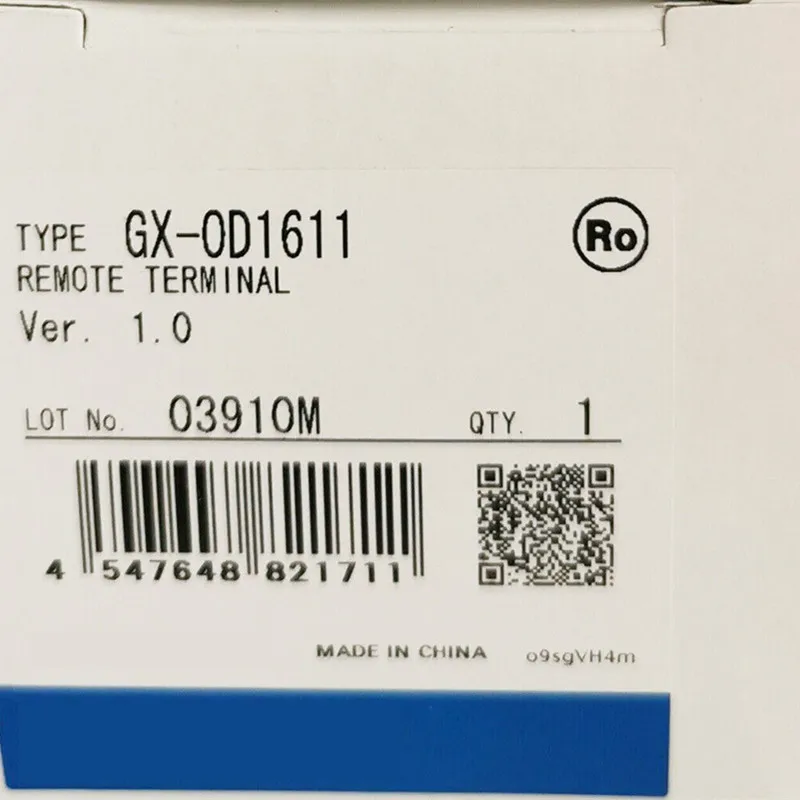 TYPE GX-OD1611
Ro
REMOTE TERMINAL
Ver. 1.0
LOT No. 03910M QTY. 1
4 547648 821711
MADE IN CHINA o9sgVH4m